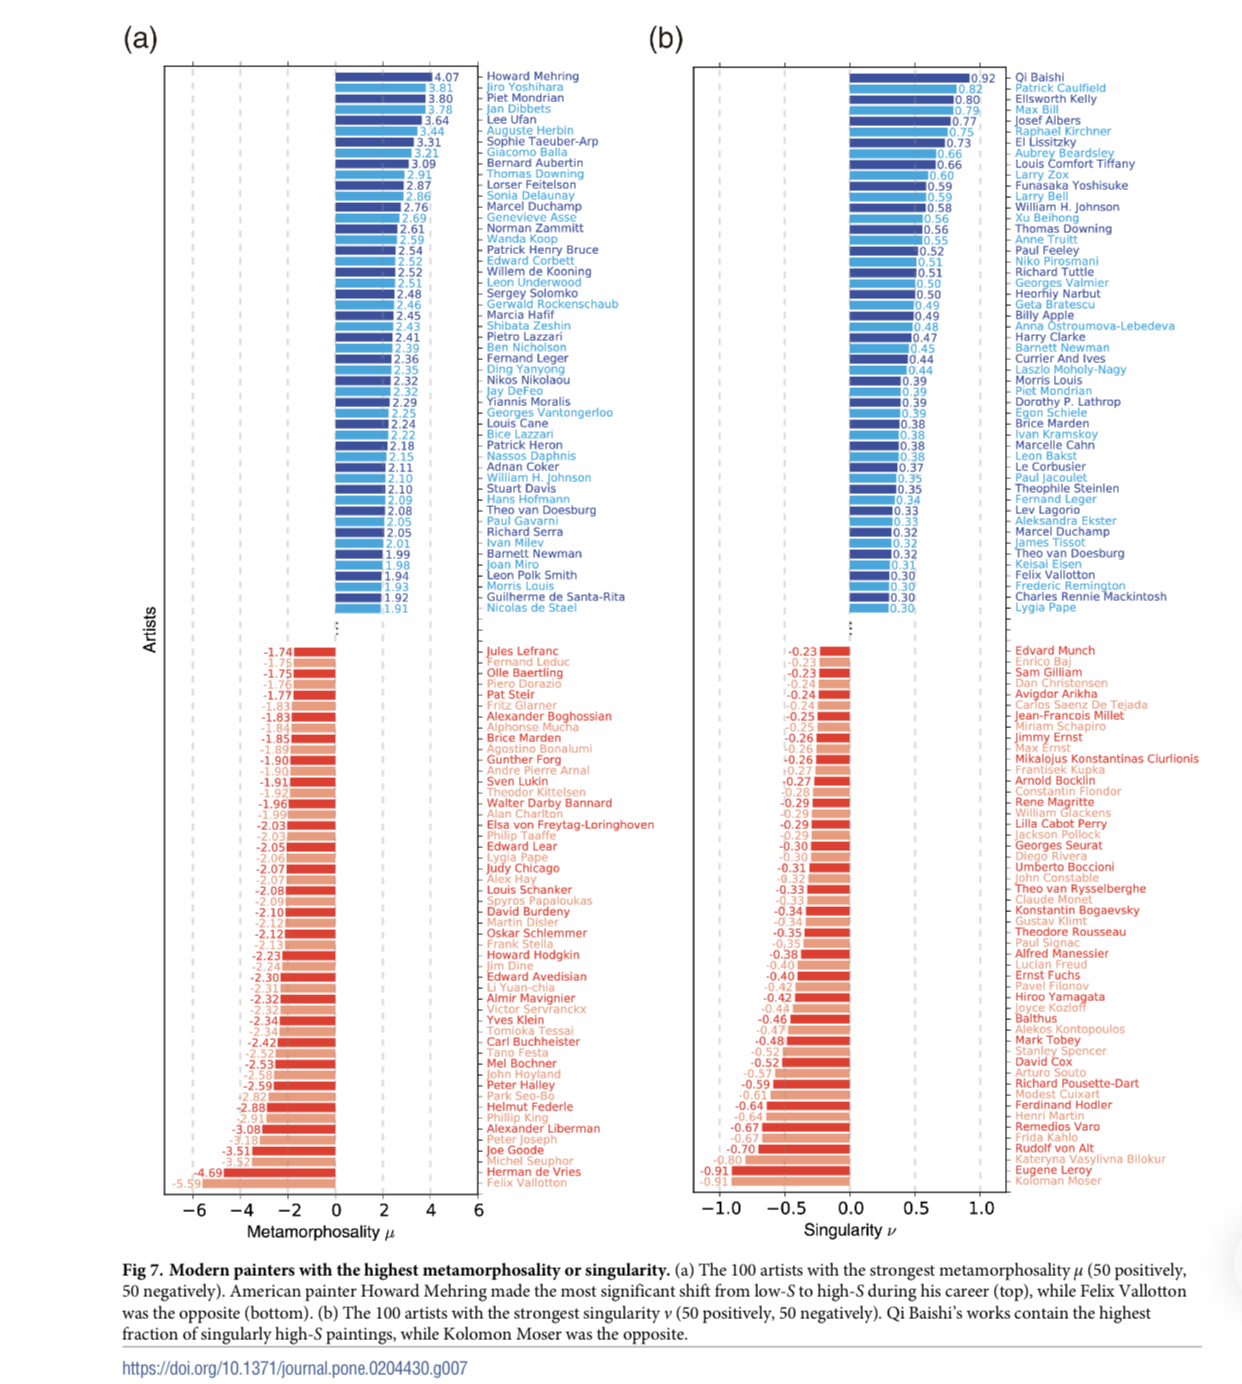 (a)
4.07 Howard Mehring
3.81 Jiro Yoshihara
3.80 Piet Mondrian
3.78 Jan Dibbets
3.64 Lee Ufan
3.44 Auguste Herbin
3.31 Sophie Taeuber-Arp
3.21 Giacomo Balla
3.09 Bernard Aubertin
2.91 Thomas Downing
2.87 Lorser Feitelson
2.86 Sonia Delaunay
2.76 Marcel Duchamp
2.69 Genevieve Asse
2.61 Norman Zammitt
2.59 Wanda Koop
2.54 Patrick Henry Bruce
2.52 Edward Corbett
2.52 Willem de Kooning
2.51 Leon Underwood
2.48 Sergey Solomko
2.46 Gerwald Rockenschaub
2.45 Marcia Hafif
2.43 Shibata Zeshin
2.41 Pietro Lazzari
2.39 Ben Nicholson
2.36 Fernand Leger
2.35 Ding Yanyong
2.32 Nikos Nikolaou
2.32 Jay DeFeo
2.29 Yiannis Moralis
2.25 Georges Vantongerloo
2.24 Louis Cane
2.22 Bice Lazzari
2.18 Patrick Heron
2.15 Nassos Daphnis
2.11 Adnan Coker
2.10 William H. Johnson
2.10 Stuart Davis
2.09 Hans Hofmann
2.08 Theo van Doesburg
2.05 Paul Gavarni
2.05 Richard Serra
2.01 Ivan Milev
1.99 Barnett Newman
1.98 Joan Miro
1.94 Leon Polk Smith
1.93 Morris Louis
1.92 Guilherme de Santa-Rita
1.91 Nicolas de Stael
Artists
-1.74 Jules Lefranc
-1.75 Fernand Leduc
-1.75 Olle Baertling
-1.76 Piero Dorazio
-1.77 Pat Steir
-1.83 Fritz Glarner
-1.83 Alexander Boghossian
-1.84 Alphonse Mucha
-1.85 Brice Marden
-1.89 Agostino Bonalumi
-1.90 Gunther Forg
-1.90 Andre Pierre Arnal
-1.91 Sven Lukin
-1.92 Theodor Kittelsen
-1.96 Walter Darby Bannard
-1.99 Alan Charlton
-2.03 Elsa von Freytag-Loringhoven
-2.03 Philip Taaffe
-2.05 Edward Lear
-2.06 Lygia Pape
-2.07 Judy Chicago
-2.07 Alex Hay
-2.08 Louis Schanker
-2.09 Spyros Papaloukas
-2.10 David Burdeny
-2.12 Martin Disler
-2.12 Oskar Schlemmer
-2.13 Frank Stella
-2.23 Howard Hodgkin
-2.24 Jim Dine
-2.30 Edward Avedisian
-2.31 Li Yuan-chia
-2.32 Almir Mavignier
-2.32 Victor Servranckx
-2.34 Yves Klein
-2.34 Tomioka Tessai
-2.42 Carl Buchheister
-2.52 Tano Festa
-2.53 Mel Bochner
-2.58 John Hoyland
-2.59 Peter Halley
-2.82 Park Seo-Bo
-2.88 Helmut Federle
-2.91 Phillip King
-3.08 Alexander Liberman
-3.18 Peter Joseph
-3.51 Joe Goode
-3.52 Michel Seuphor
-4.69 Herman de Vries
-5.59 Felix Vallotton
−6 −4 −2 0 2 4 6
Metamorphosality μ
(b)
0.92 Qi Baishi
0.82 Patrick Caulfield
0.80 Ellsworth Kelly
0.79 Max Bill
0.77 Josef Albers
0.75 Raphael Kirchner
0.73 El Lissitzky
0.66 Aubrey Beardsley
0.66 Louis Comfort Tiffany
0.60 Larry Zox
0.59 Funasaka Yoshisuke
0.59 Larry Bell
0.58 William H. Johnson
0.56 Xu Beihong
0.56 Thomas Downing
0.55 Anne Truitt
0.52 Paul Feeley
0.51 Niko Pirosmani
0.51 Richard Tuttle
0.50 Georges Valmier
0.50 Heorhiy Narbut
0.49 Geta Bratescu
0.49 Billy Apple
0.48 Anna Ostroumova-Lebedeva
0.47 Harry Clarke
0.45 Barnett Newman
0.44 Currier And Ives
0.44 Laszlo Moholy-Nagy
0.39 Morris Louis
0.39 Piet Mondrian
0.39 Dorothy P. Lathrop
0.39 Egon Schiele
0.38 Brice Marden
0.38 Ivan Kramskoy
0.38 Marcelle Cahn
0.38 Leon Bakst
0.37 Le Corbusier
0.35 Paul Jacoulet
0.35 Theophile Steinlen
0.34 Fernand Leger
0.33 Lev Lagorio
0.33 Aleksandra Ekster
0.32 Marcel Duchamp
0.32 James Tissot
0.32 Theo van Doesburg
0.31 Keisai Eisen
0.30 Felix Vallotton
0.30 Frederic Remington
0.30 Charles Rennie Mackintosh
0.30 Lygia Pape
-0.23 Edvard Munch
-0.23 Enrico Baj
-0.23 Sam Gilliam
-0.24 Dan Christensen
-0.24 Avigdor Arikha
-0.24 Carlos Saenz De Tejada
-0.25 Jean-Francois Millet
-0.25 Miriam Schapiro
-0.26 Jimmy Ernst
-0.26 Max Ernst
-0.26 Mikalojus Konstantinas Ciurlionis
-0.27 Frantisek Kupka
-0.27 Arnold Bocklin
-0.28 Constantin Flondor
-0.29 Rene Magritte
-0.29 William Glackens
-0.29 Lilla Cabot Perry
-0.29 Jackson Pollock
-0.30 Georges Seurat
-0.30 Diego Rivera
-0.31 Umberto Boccioni
-0.32 John Constable
-0.33 Theo van Rysselberghe
-0.33 Claude Monet
-0.34 Konstantin Bogaevsky
-0.34 Gustav Klimt
-0.35 Theodore Rousseau
-0.35 Paul Signac
-0.38 Alfred Manessier
-0.40 Lucian Freud
-0.40 Ernst Fuchs
-0.42 Pavel Filonov
-0.42 Hiroo Yamagata
-0.44 Joyce Kozloff
-0.46 Balthus
-0.47 Alekos Kontopoulos
-0.48 Mark Tobey
-0.52 Stanley Spencer
-0.52 David Cox
-0.57 Arturo Souto
-0.59 Richard Pousette-Dart
-0.61 Modest Cuixart
-0.64 Ferdinand Hodler
-0.64 Henri Martin
-0.67 Remedios Varo
-0.67 Frida Kahlo
-0.70 Rudolf von Alt
-0.80 Kateryna Vasylivna Bilokur
-0.91 Eugene Leroy
-0.91 Koloman Moser
−1.0 −0.5 0.0 0.5 1.0
Singularity ν
Fig 7. Modern painters with the highest metamorphosality or singularity. (a) The 100 artists with the strongest metamorphosality μ (50 positively,
50 negatively). American painter Howard Mehring made the most significant shift from low-S to high-S during his career (top), while Felix Vallotton
was the opposite (bottom). (b) The 100 artists with the strongest singularity ν (50 positively, 50 negatively). Qi Baishi's works contain the highest
fraction of singularly high-S paintings, while Kolomon Moser was the opposite.
https://doi.org/10.1371/journal.pone.0204430.g007